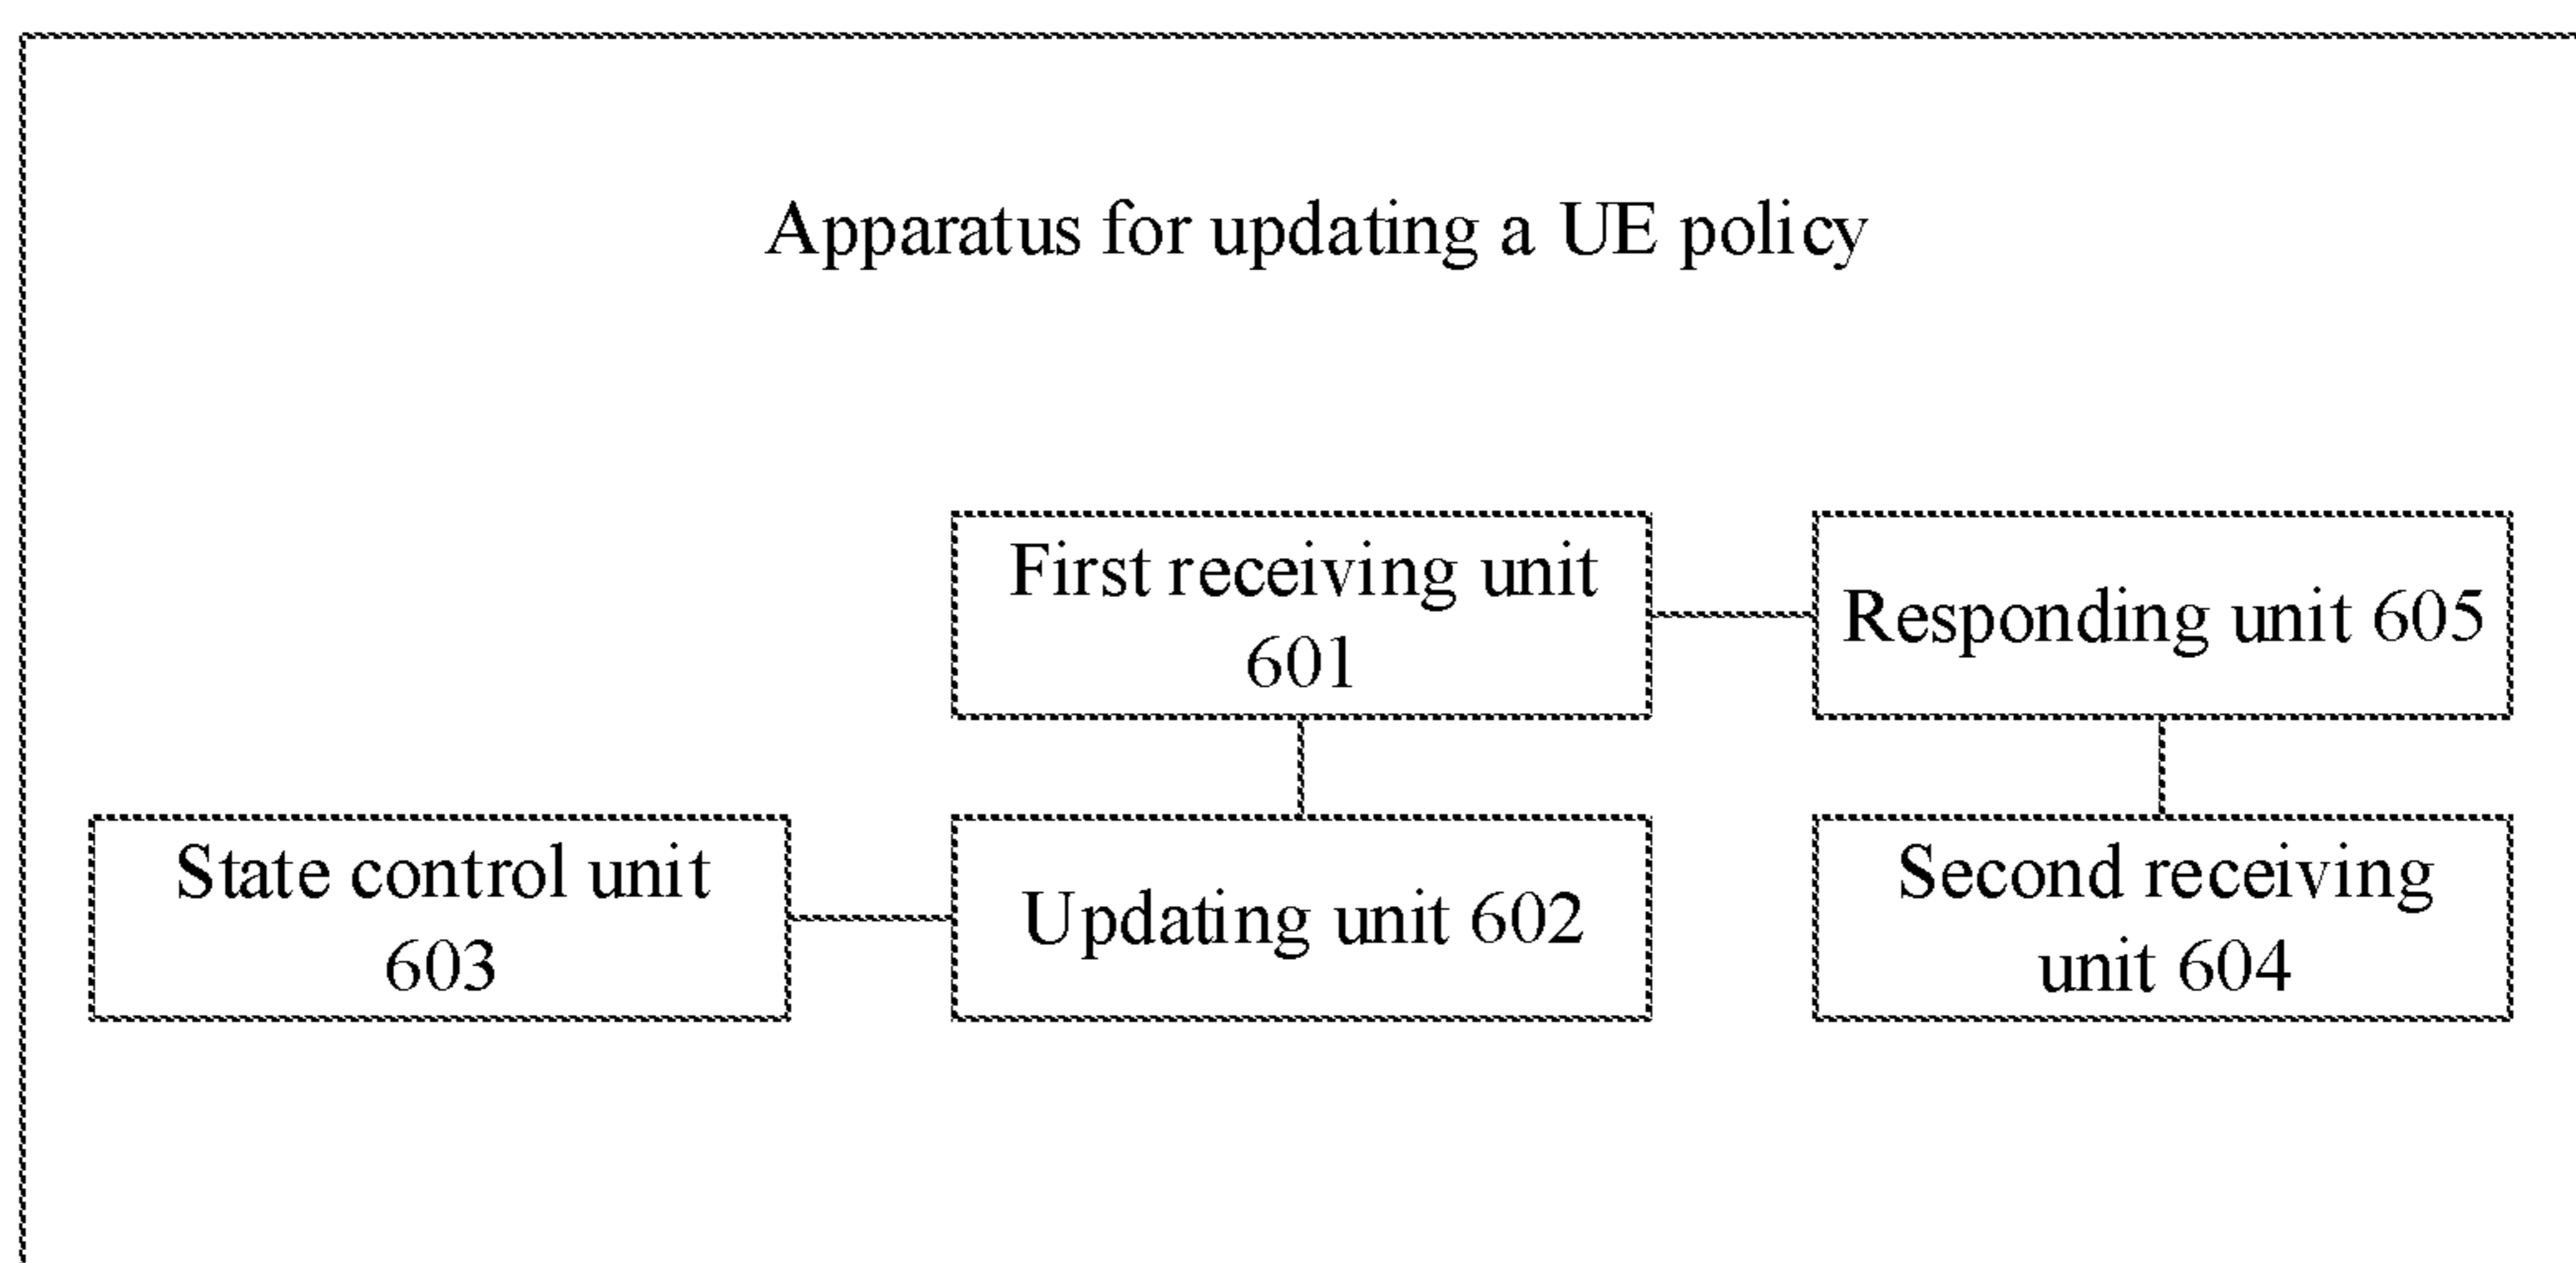 Apparatus for updating a UE policy
First receiving unit
601
Responding unit 605
State control unit
603
Updating unit 602
Second receiving
unit 604